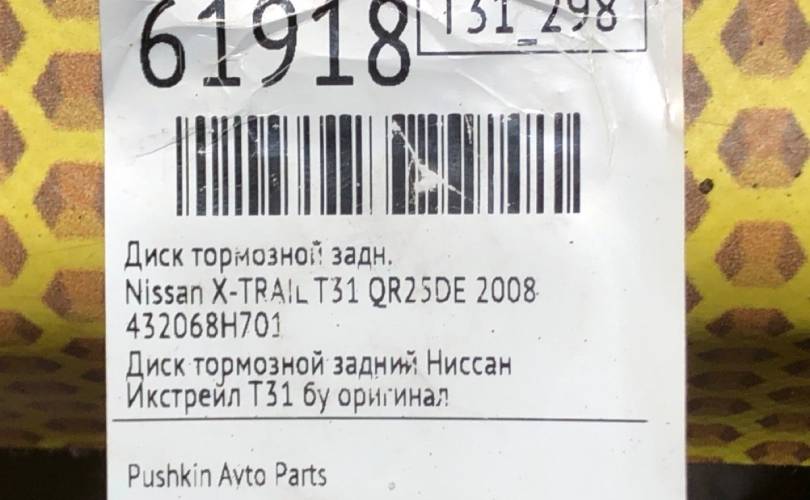 61918
T31_298
Диск тормозной задн.
Nissan X-TRAIL T31 QR25DE 2008
432068H701
Диск тормозной задний Ниссан
Икстрейл Т31 бу оригинал
Pushkin Avto Parts